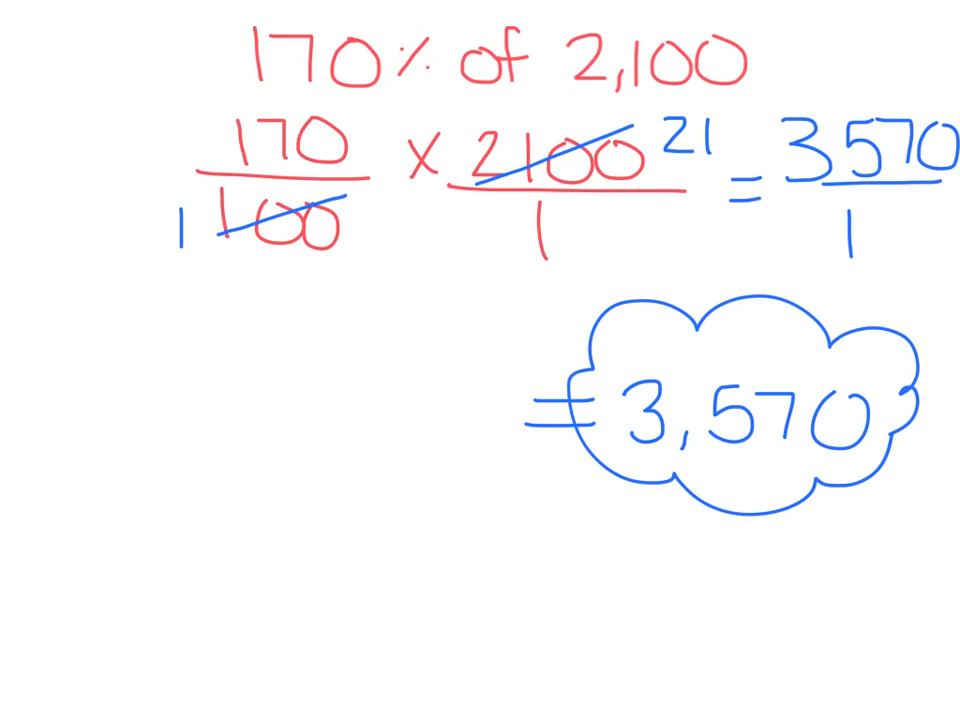 170% of 2,100
170/100 × 2100/1 = 3570/1
1 21
= 3,570